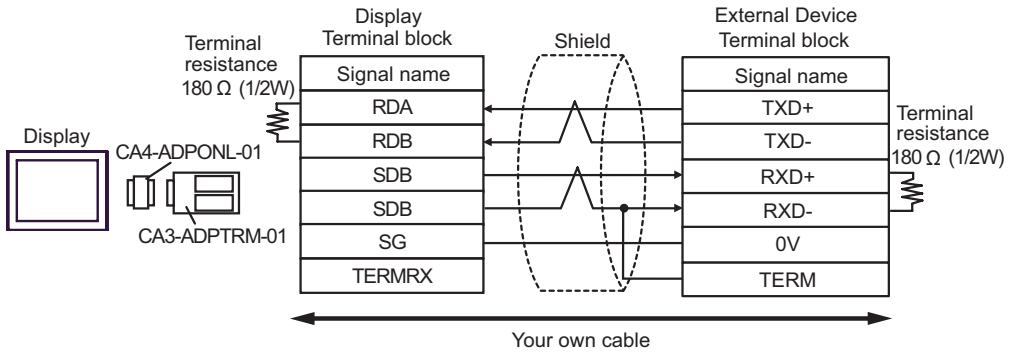 Display
Terminal block
External Device
Terminal block
Shield
Terminal
resistance
180 Ω (1/2W)
Signal name
RDA
RDB
SDB
SDB
SG
TERMRX
Signal name
TXD+
TXD-
RXD+
RXD-
0V
TERM
Terminal
resistance
180 Ω (1/2W)
Display
CA4-ADPONL-01
CA3-ADPTRM-01
Your own cable